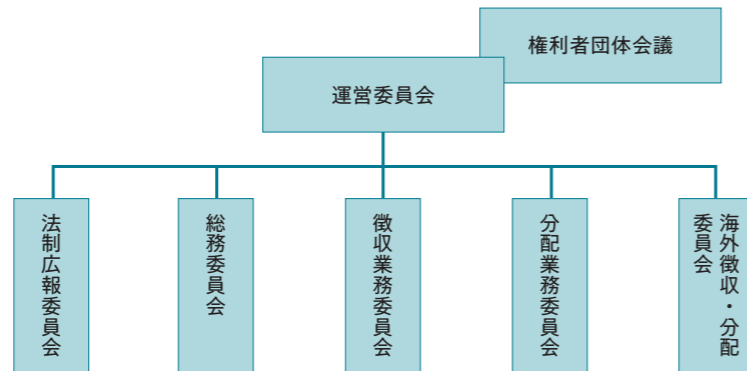 権利者団体会議
運営委員会
法制広報委員会
総務委員会
徴収業務委員会
分配業務委員会
海外徴収・分配
委員会